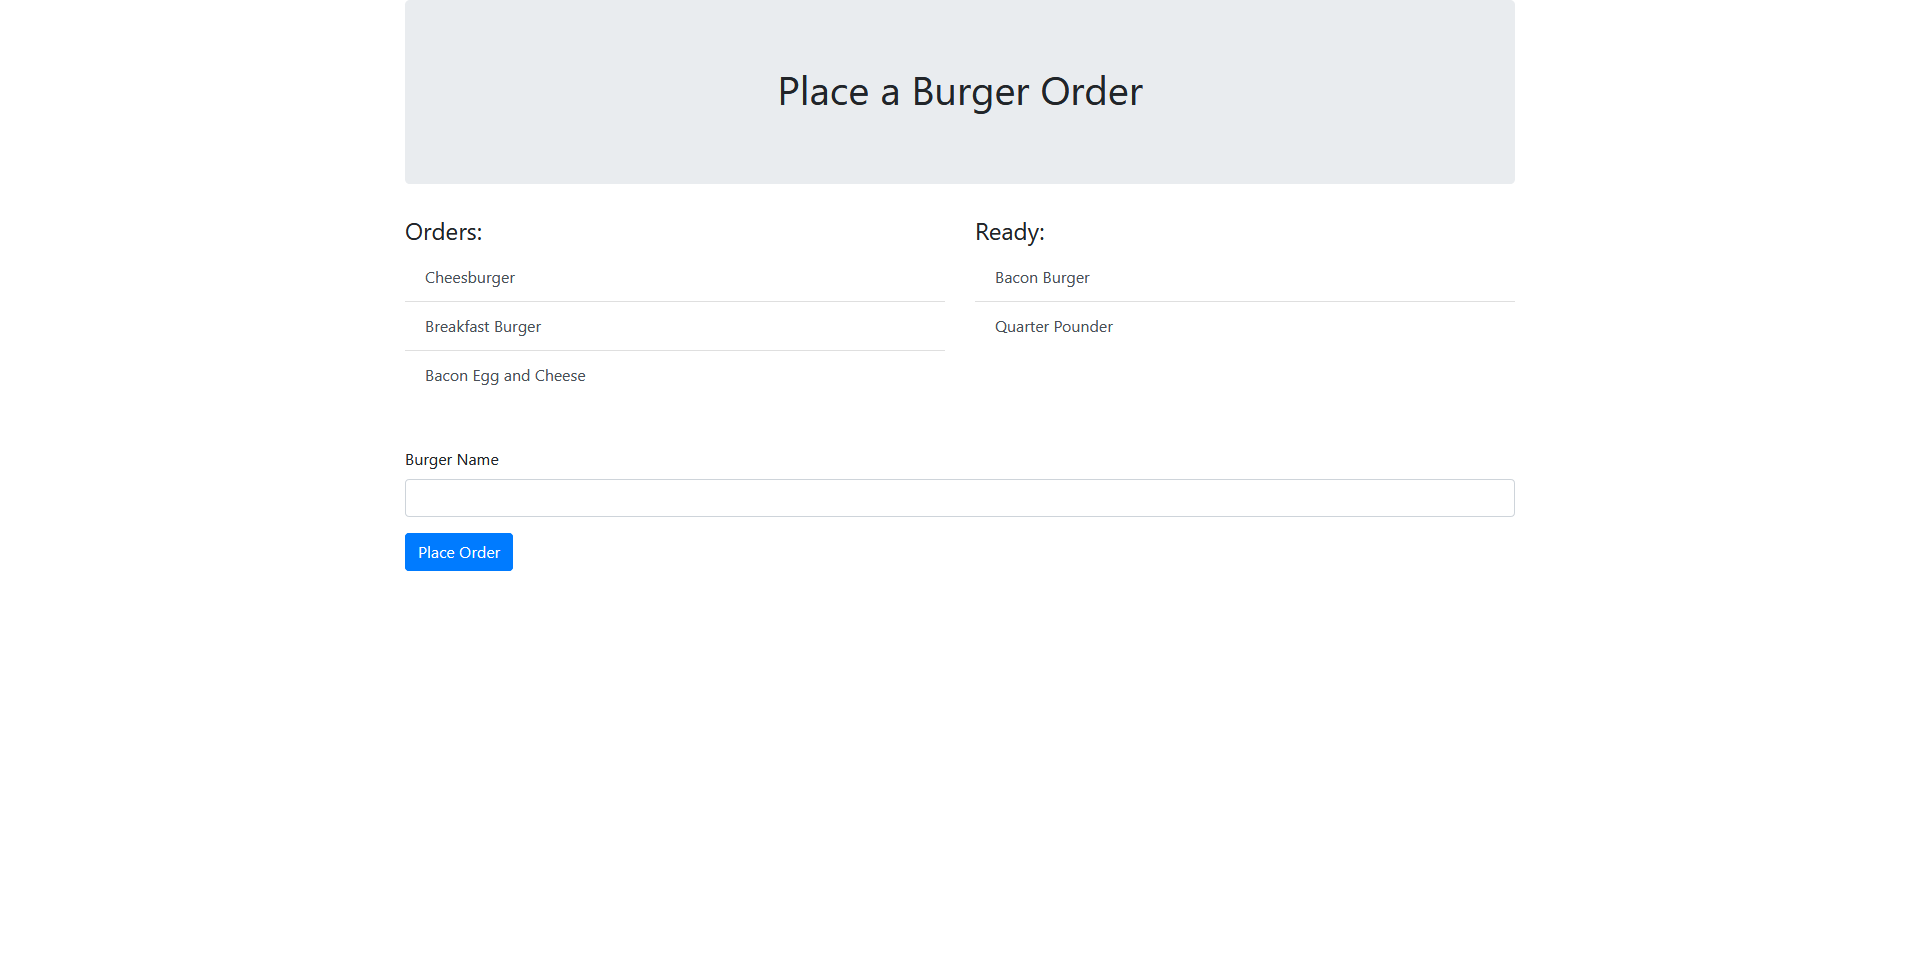 Place a Burger Order
Orders:
Cheesburger
Breakfast Burger
Bacon Egg and Cheese
Ready:
Bacon Burger
Quarter Pounder
Burger Name
Place Order